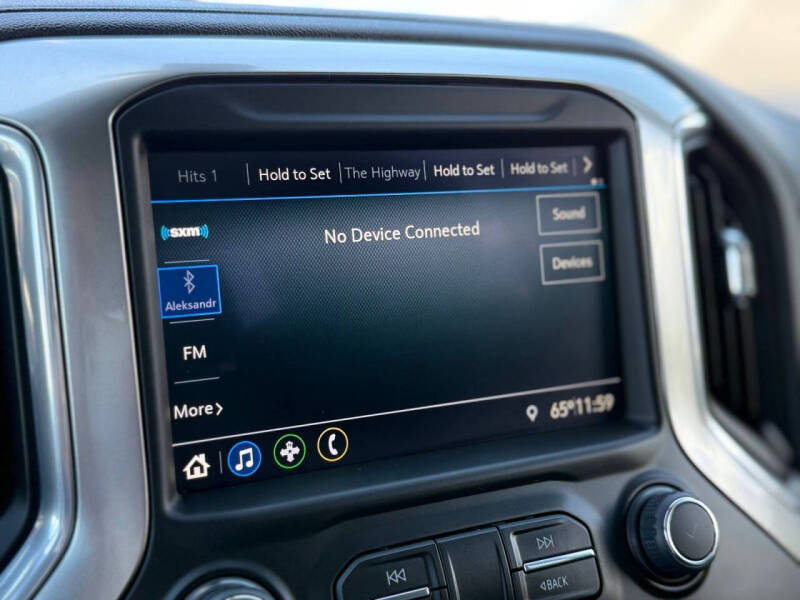 Hits 1 Hold to Set The Highway Hold to Set Hold to Set
sxm
No Device Connected
Sound
Aleksandr
Devices
FM
More
65° 11:59
BACK